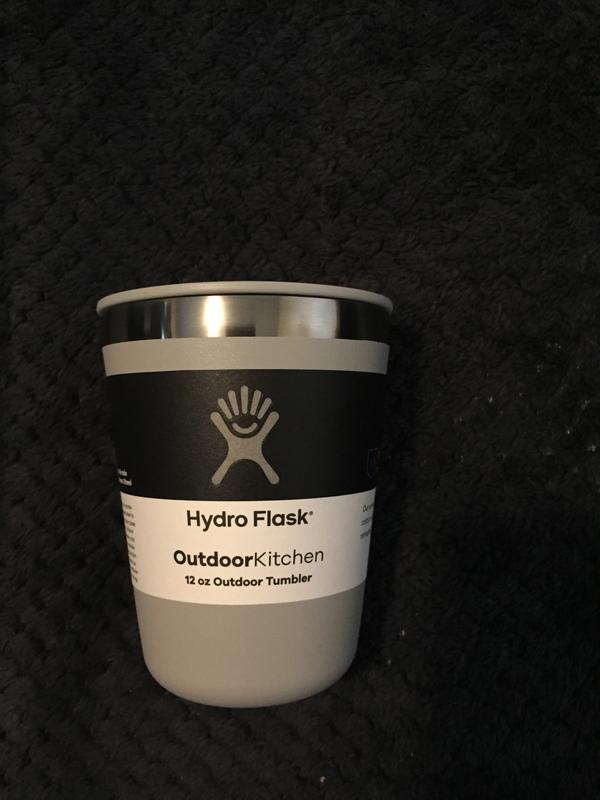 Hydro Flask®
OutdoorKitchen
12 oz Outdoor Tumbler